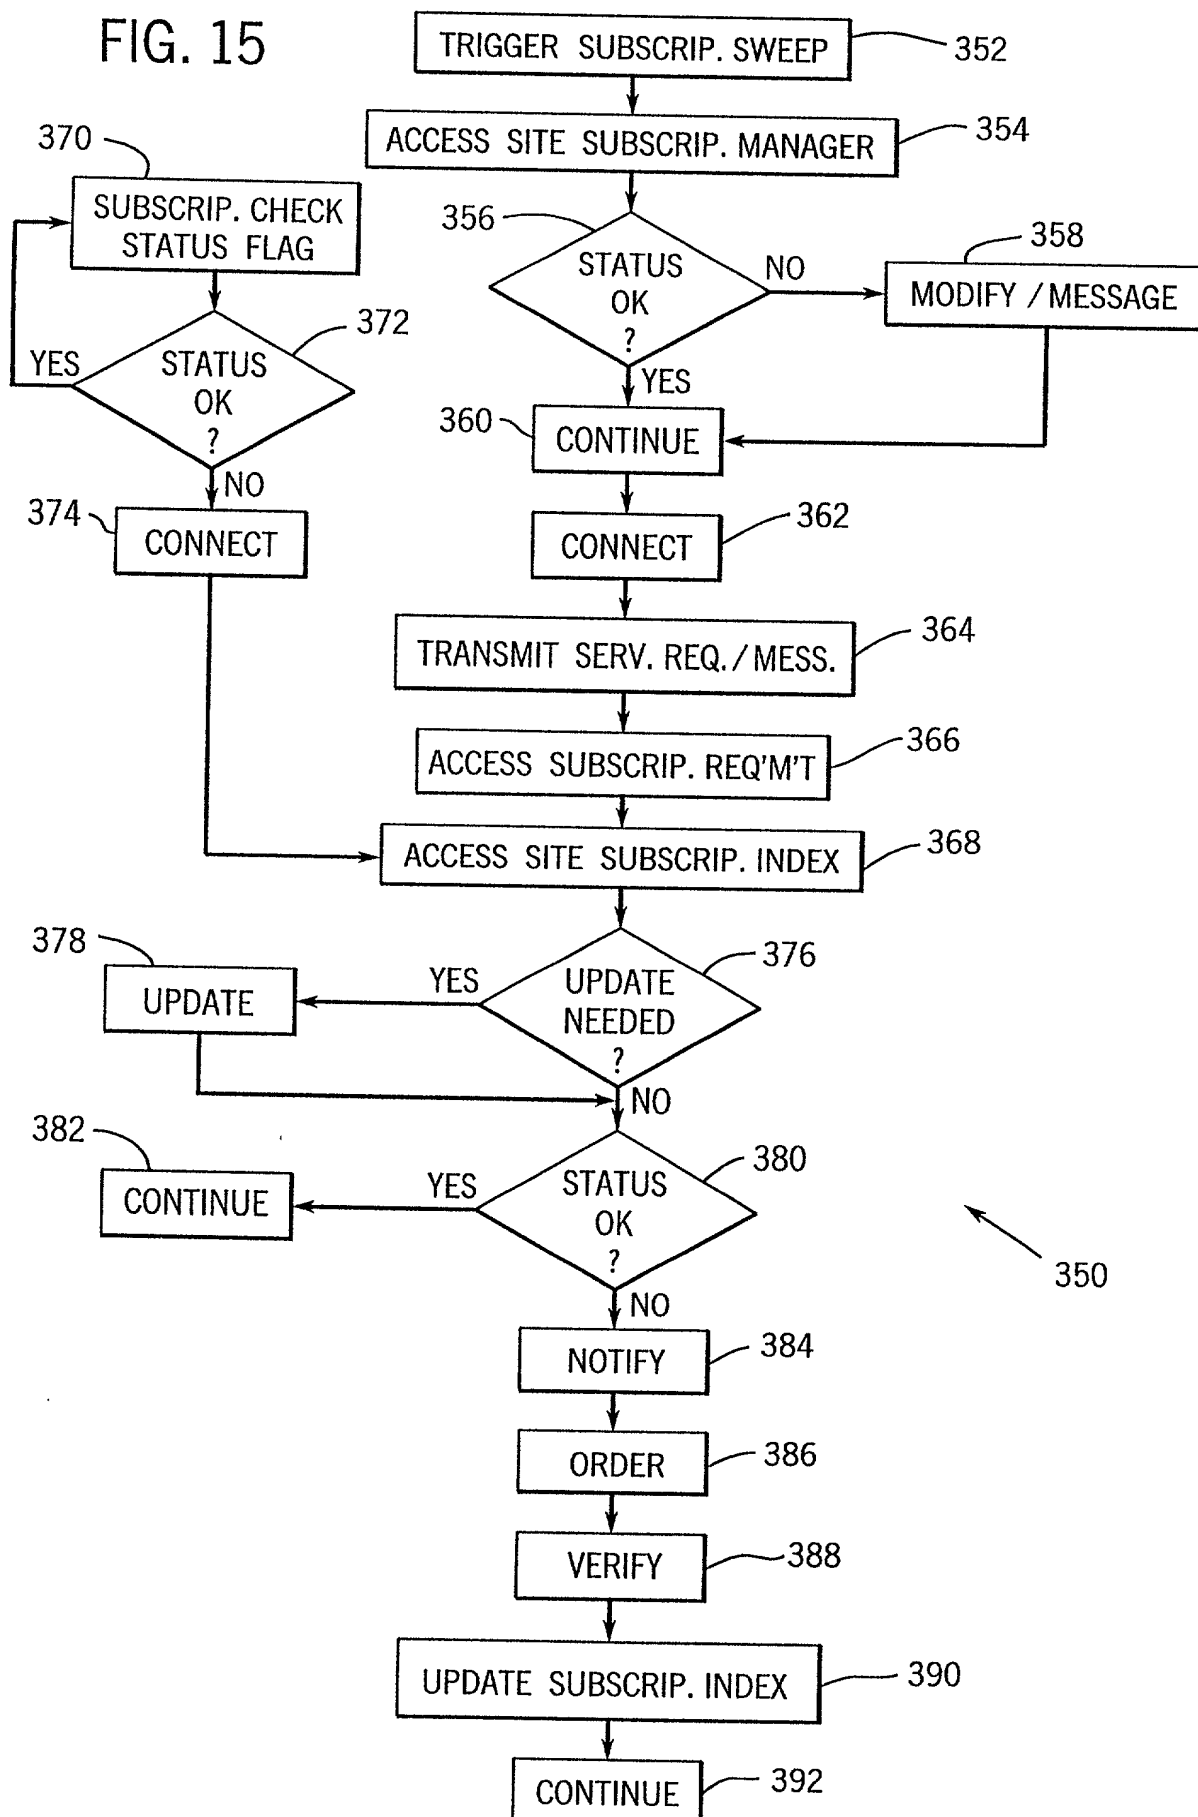 FIG. 15
TRIGGER SUBSCRIP. SWEEP
352
ACCESS SITE SUBSCRIP. MANAGER
354
370
SUBSCRIP. CHECK
STATUS FLAG
356
STATUS
OK
?
NO
358
MODIFY / MESSAGE
372
YES
STATUS
OK
?
YES
360
CONTINUE
NO
374
CONNECT
362
CONNECT
364
TRANSMIT SERV. REQ. / MESS.
366
ACCESS SUBSCRIP. REQ'M'T
368
ACCESS SITE SUBSCRIP. INDEX
378
UPDATE
YES
376
UPDATE
NEEDED
?
NO
382
CONTINUE
YES
380
STATUS
OK
?
NO
350
384
NOTIFY
386
ORDER
388
VERIFY
390
UPDATE SUBSCRIP. INDEX
392
CONTINUE